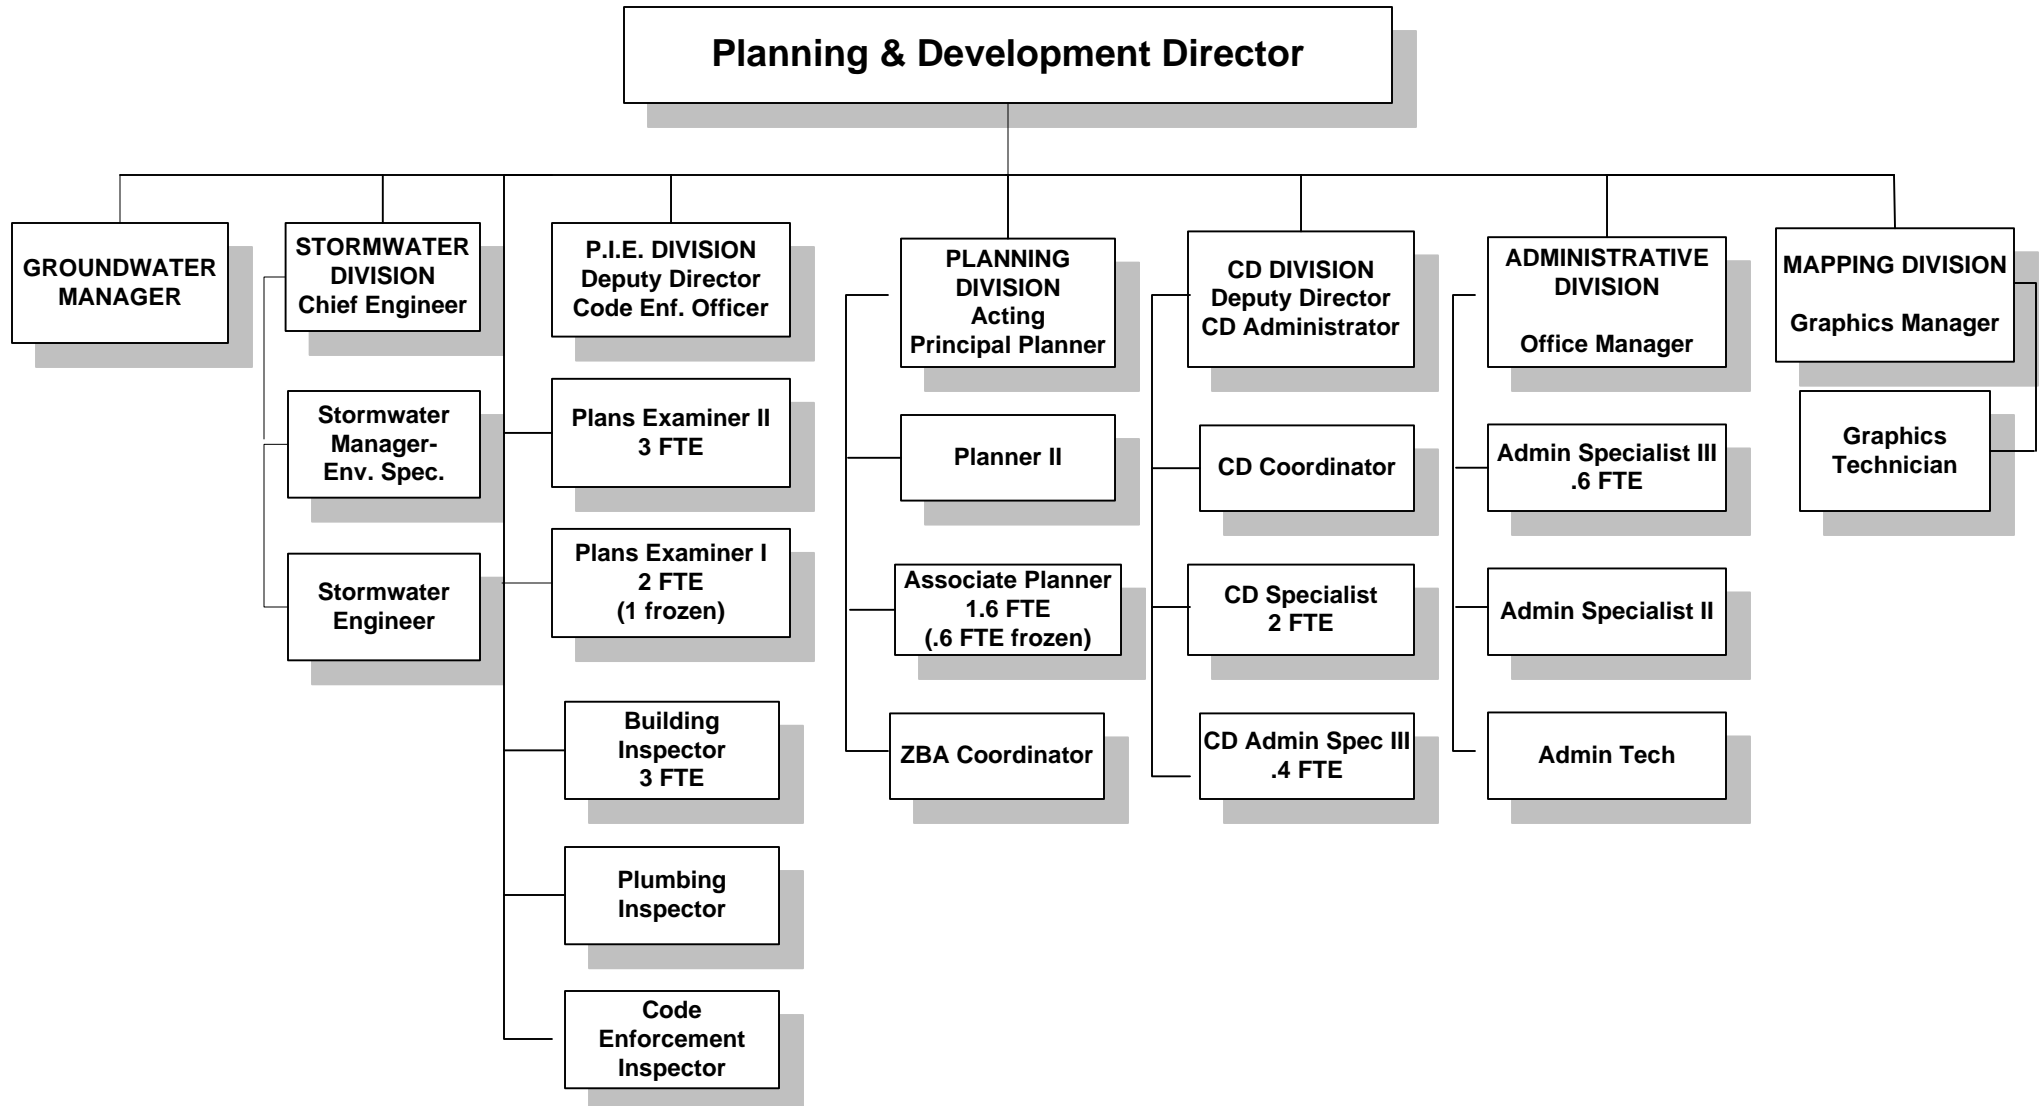 Planning & Development Director
GROUNDWATER
MANAGER
STORMWATER
DIVISION
Chief Engineer
Stormwater
Manager-
Env. Spec.
Stormwater
Engineer
P.I.E. DIVISION
Deputy Director
Code Enf. Officer
Plans Examiner II
3 FTE
Plans Examiner I
2 FTE
(1 frozen)
Building
Inspector
3 FTE
Plumbing
Inspector
Code
Enforcement
Inspector
PLANNING
DIVISION
Acting
Principal Planner
Planner II
Associate Planner
1.6 FTE
(.6 FTE frozen)
ZBA Coordinator
CD DIVISION
Deputy Director
CD Administrator
CD Coordinator
CD Specialist
2 FTE
CD Admin Spec III
.4 FTE
ADMINISTRATIVE
DIVISION
Office Manager
Admin Specialist III
.6 FTE
Admin Specialist II
Admin Tech
MAPPING DIVISION
Graphics Manager
Graphics
Technician